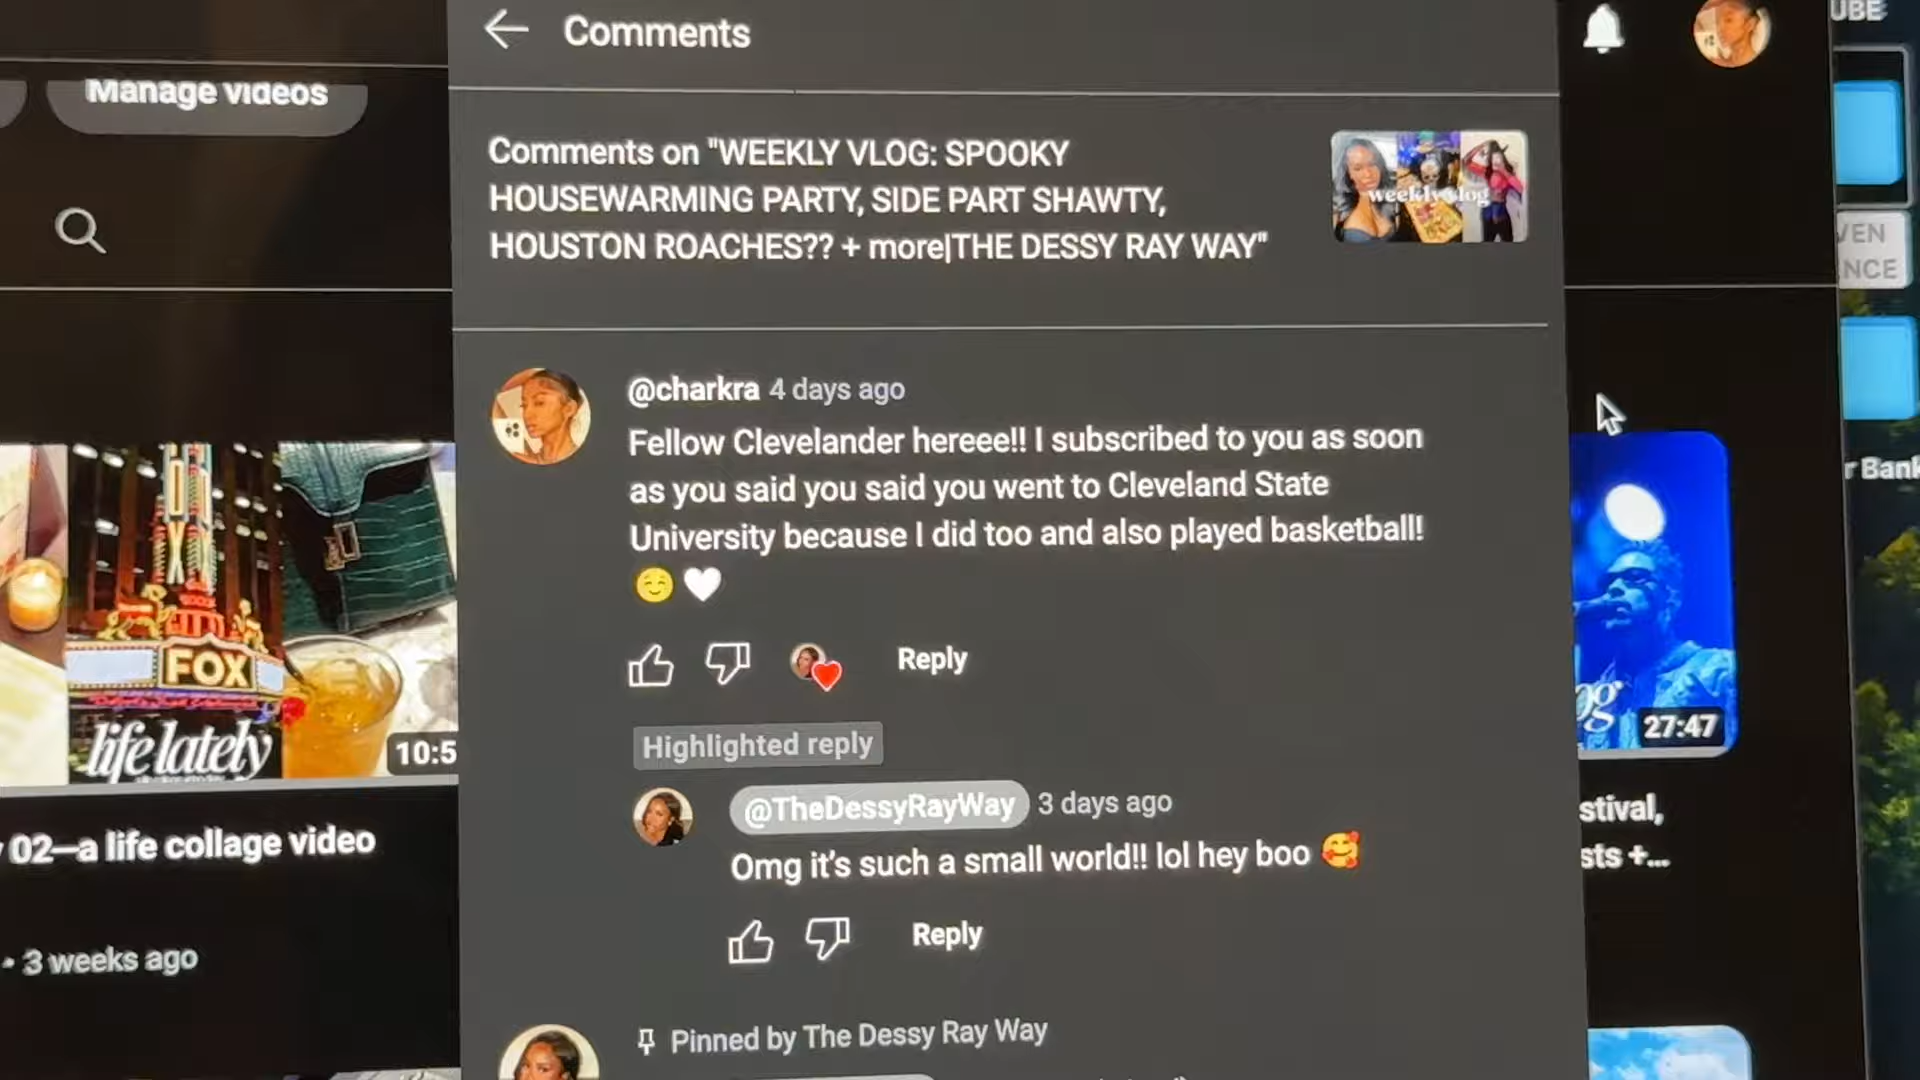 Comments
UBE
Manage videos
Comments on "WEEKLY VLOG: SPOOKY
HOUSEWARMING PARTY, SIDE PART SHAWTY,
HOUSTON ROACHES?? + more|THE DESSY RAY WAY"
weekly vlog
VEN
NCE
@charkra 4 days ago
Fellow Clevelander hereee!! I subscribed to you as soon
as you said you said you went to Cleveland State
University because I did too and also played basketball!
☺️🤍
Reply
r Bank
FOX
life lately
10:5
og
27:47
Highlighted reply
@TheDessyRayWay 3 days ago
Omg it's such a small world!! lol hey boo 🥰
Reply
02—a life collage video
stival,
sts +...
• 3 weeks ago
Pinned by The Dessy Ray Way